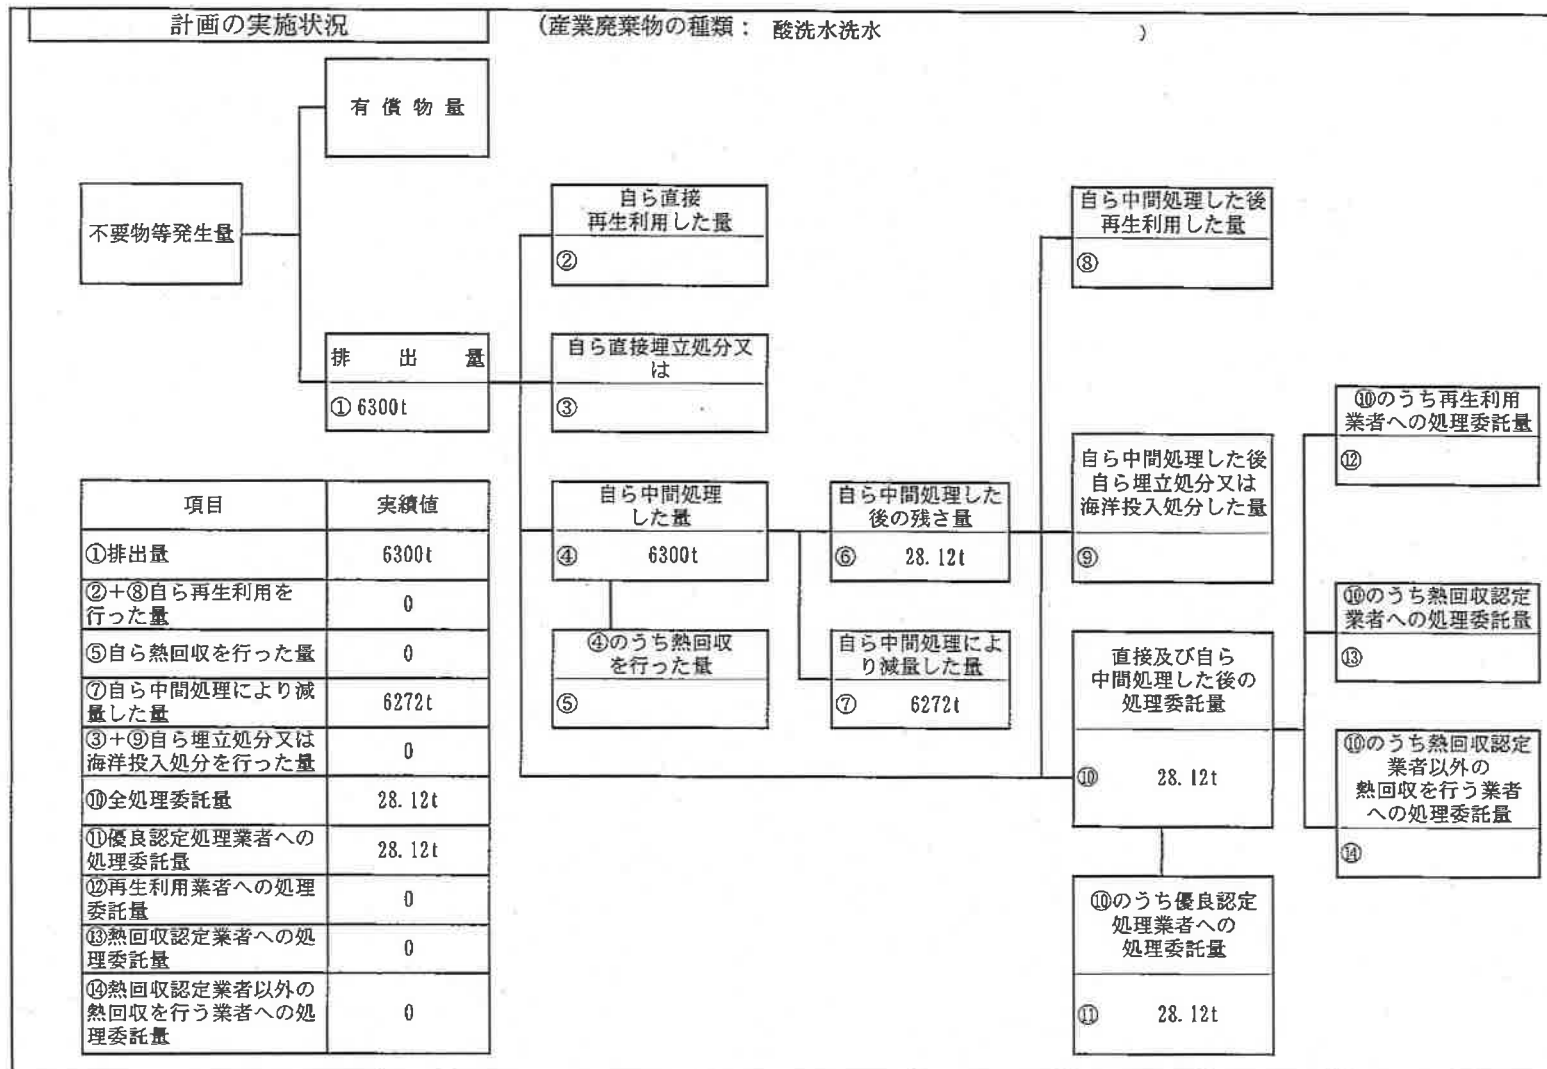 計画の実施状況
(産業廃棄物の種類： 酸洗水洗水 )
有 償 物 量
不要物等発生量
自ら直接
再生利用した量
②
自ら中間処理した後
再生利用した量
⑧
排 出 量
① 6300t
自ら直接埋立処分又
は
③
⑩のうち再生利用
業者への処理委託量
⑫
自ら中間処理した後
自ら埋立処分又は
海洋投入処分した量
⑨
自ら中間処理
した量
④ 6300t
自ら中間処理した
後の残さ量
⑥ 28.12t
④のうち熱回収
を行った量
⑤
自ら中間処理によ
り減量した量
⑦ 6272t
直接及び自ら
中間処理した後の
処理委託量
⑩ 28.12t
⑩のうち熱回収認定
業者への処理委託量
⑬
⑩のうち熱回収認定
業者以外の
熱回収を行う業者
への処理委託量
⑭
⑩のうち優良認定
処理業者への
処理委託量
⑪ 28.12t
項目 実績値
①排出量 6300t
②＋⑧自ら再生利用を
行った量 0
⑤自ら熱回収を行った量 0
⑦自ら中間処理により減
量した量 6272t
③＋⑨自ら埋立処分又は
海洋投入処分を行った量 0
⑩全処理委託量 28.12t
⑪優良認定処理業者への
処理委託量 28.12t
⑫再生利用業者への処理
委託量 0
⑬熱回収認定業者への処
理委託量 0
⑭熱回収認定業者以外の
熱回収を行う業者への処
理委託量 0